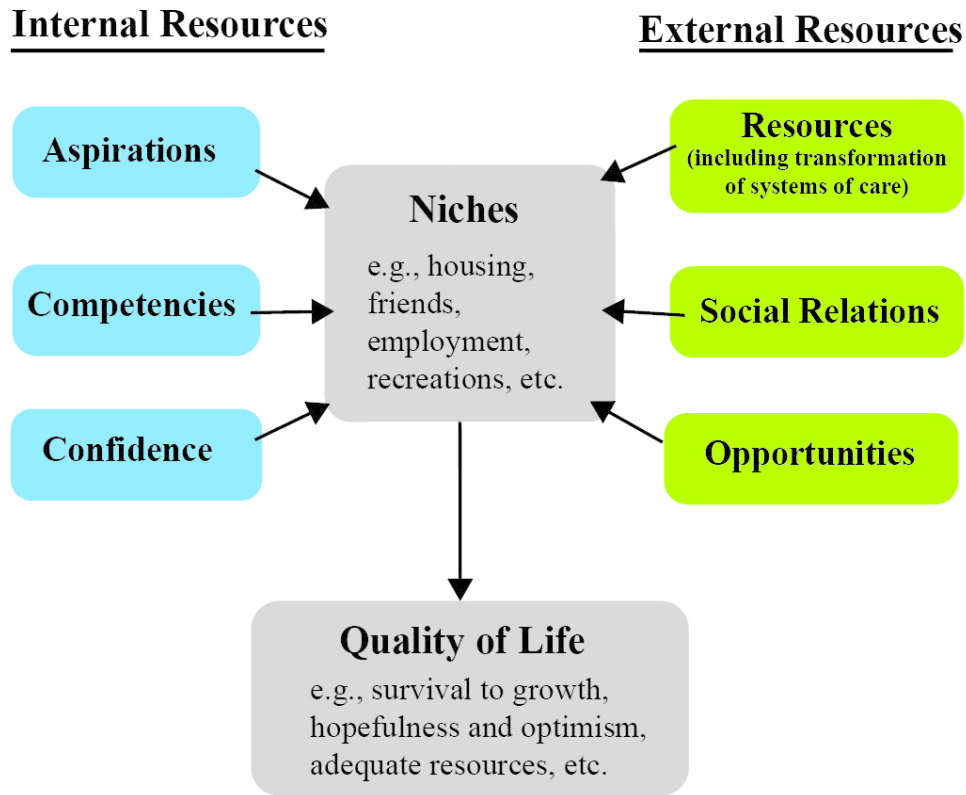 Internal Resources
External Resources
Aspirations
Competencies
Confidence
Niches
e.g., housing,
friends,
employment,
recreations, etc.
Resources
(including transformation
of systems of care)
Social Relations
Opportunities
Quality of Life
e.g., survival to growth,
hopefulness and optimism,
adequate resources, etc.